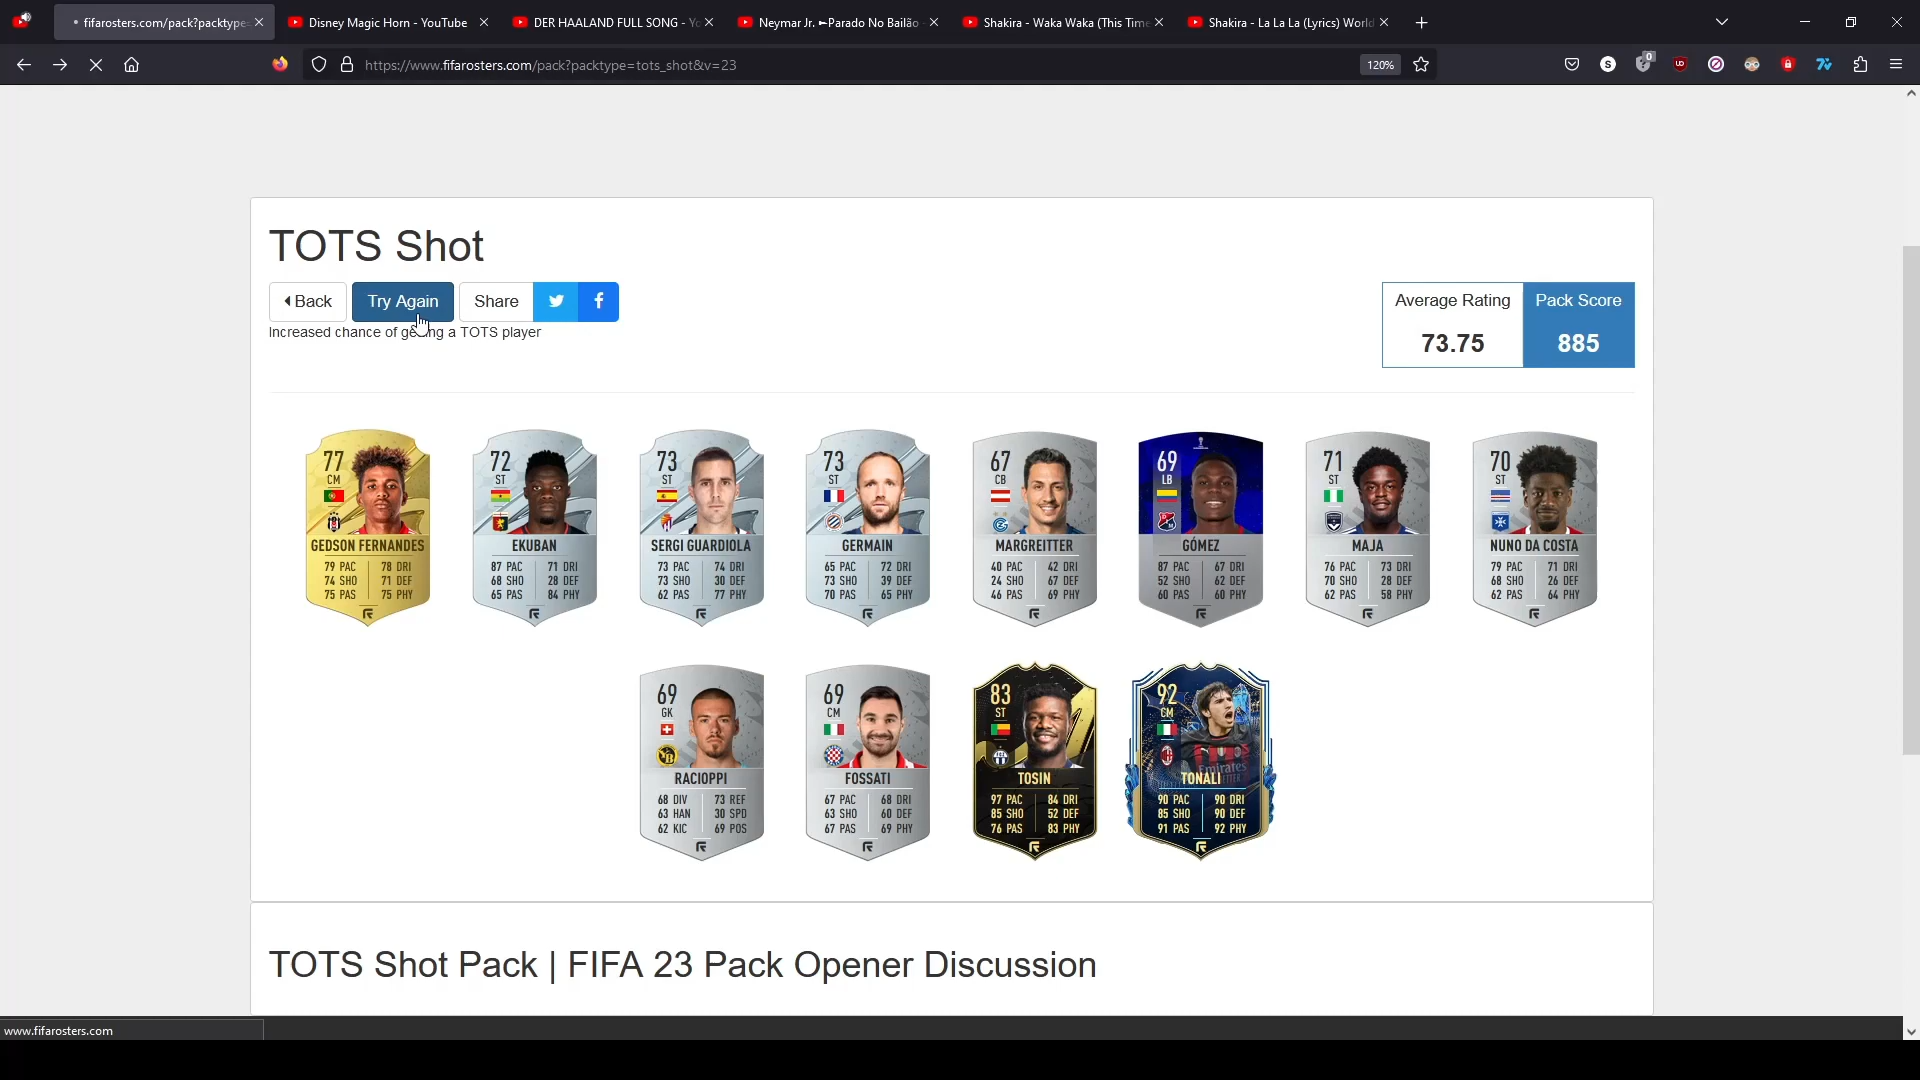 fifarosters.com/pack?packtype=
Disney Magic Horn - YouTube
DER HAALAND FULL SONG - Yo
Neymar Jr. ►Parado No Bailão
Shakira - Waka Waka (This Time
Shakira - La La La (Lyrics) World
https://www.fifarosters.com/pack?packtype=tots_shot&v=23
120%
S
0
TOTS Shot
Back
Try Again
Share
Increased chance of getting a TOTS player
Average Rating
73.75
Pack Score
885
77
CM
GEDSON FERNANDES
79 PAC 78 DRI
74 SHO 71 DEF
75 PAS 75 PHY
72
ST
EKUBAN
87 PAC 71 DRI
68 SHO 28 DEF
65 PAS 84 PHY
73
ST
SERGI GUARDIOLA
73 PAC 74 DRI
73 SHO 30 DEF
62 PAS 77 PHY
73
ST
GERMAIN
65 PAC 72 DRI
73 SHO 39 DEF
70 PAS 65 PHY
67
CB
MARGREITTER
40 PAC 42 DRI
24 SHO 67 DEF
46 PAS 69 PHY
69
LB
GÓMEZ
87 PAC 67 DRI
52 SHO 62 DEF
60 PAS 60 PHY
71
ST
MAJA
76 PAC 73 DRI
70 SHO 28 DEF
62 PAS 58 PHY
70
ST
NUNO DA COSTA
79 PAC 71 DRI
68 SHO 26 DEF
62 PAS 64 PHY
69
GK
RACIOPPI
68 DIV 73 REF
63 HAN 30 SPD
62 KIC 69 POS
69
CM
FOSSATI
67 PAC 68 DRI
63 SHO 60 DEF
67 PAS 69 PHY
83
ST
TOSIN
97 PAC 84 DRI
85 SHO 52 DEF
76 PAS 83 PHY
92
CM
TONALI
90 PAC 90 DRI
85 SHO 90 DEF
91 PAS 92 PHY
TOTS Shot Pack | FIFA 23 Pack Opener Discussion
www.fifarosters.com